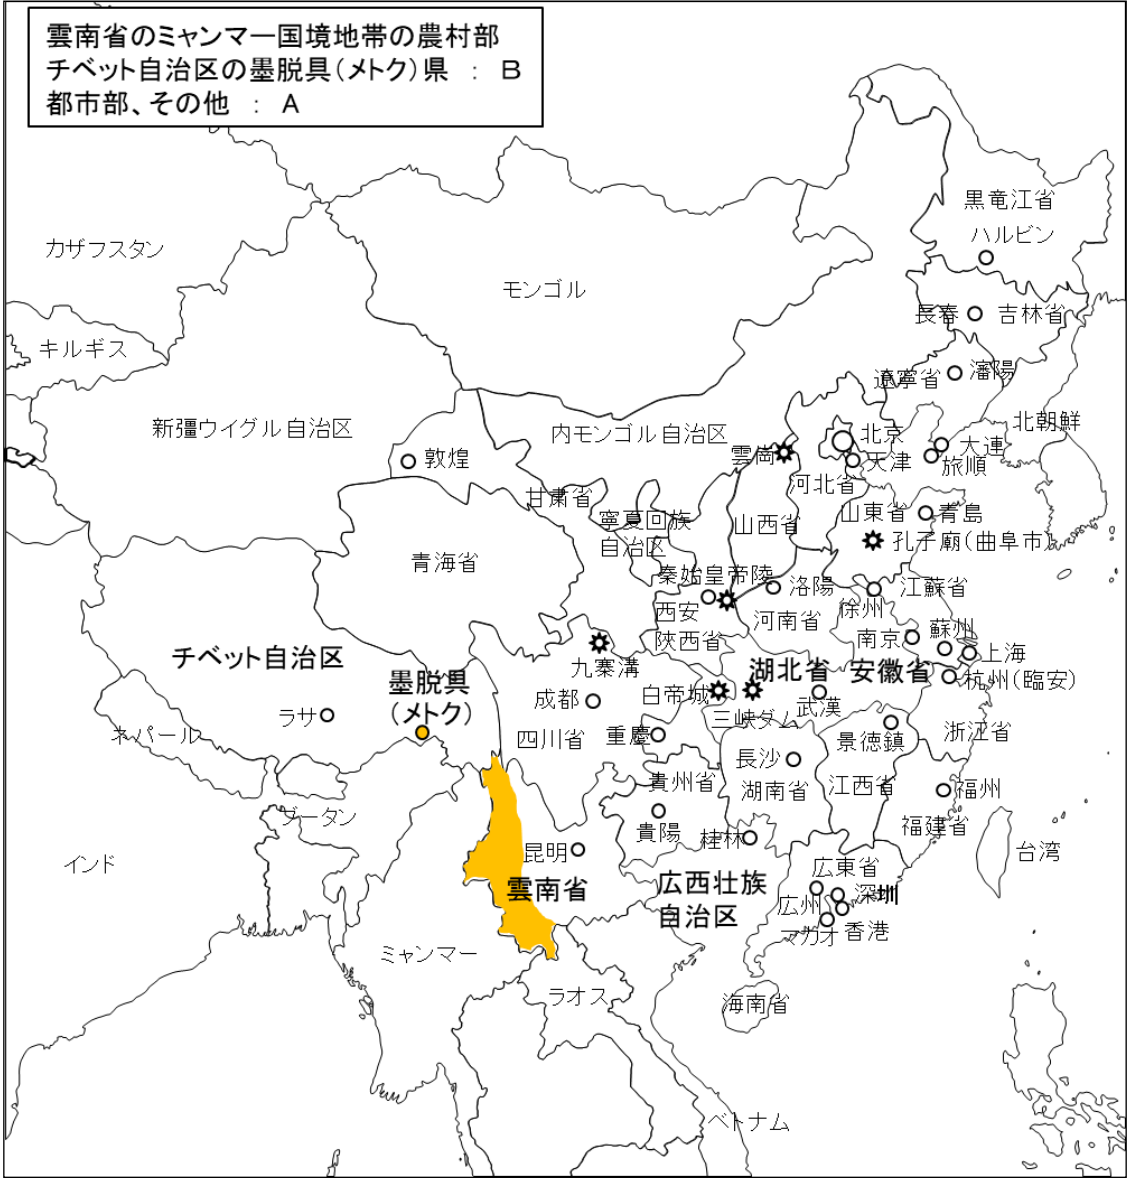 雲南省のミャンマー国境地帯の農村部
チベット自治区の墨脱具(メトク)県 : B
都市部、その他 : A
黒竜江省
ハルビン
カザフスタン
モンゴル
長春
吉林省
キルギス
遼寧省
瀋陽
新疆ウイグル自治区
内モンゴル自治区
北朝鮮
北京
大連
雲崗
天津
旅順
敦煌
河北省
甘粛省
寧夏回族
自治区
山西省
山東省
青島
孔子廟(曲阜市)
青海省
秦始皇帝陵
洛陽
江蘇省
西安
徐州
河南省
陝西省
南京
蘇州
上海
チベット自治区
九寨溝
湖北省
安徽省
杭州(臨安)
墨脱具
(メトク)
白帝城
成都
武漢
三峡ダム
ラサ
ネパール
四川省
重慶
景徳鎮
浙江省
長沙
貴州省
湖南省
江西省
福州
ブータン
貴陽
桂林
福建省
台湾
インド
昆明
雲南省
広西壮族
自治区
広東省
深圳
広州
マカオ
香港
ミャンマー
ラオス
海南省
ベトナム